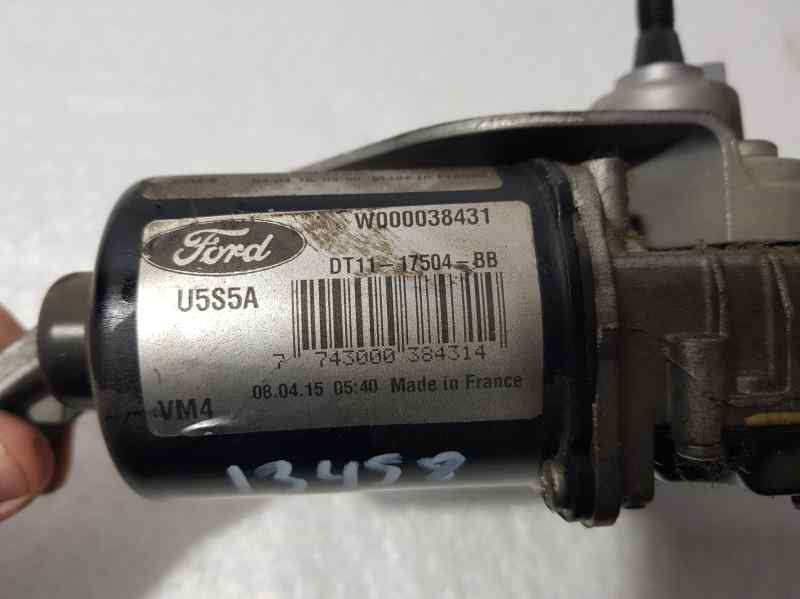 W000038431
Ford
DT11-17504-BB
U5S5A
7 743000 384314
08.04.15 05:40 Made in France
VM4
13458